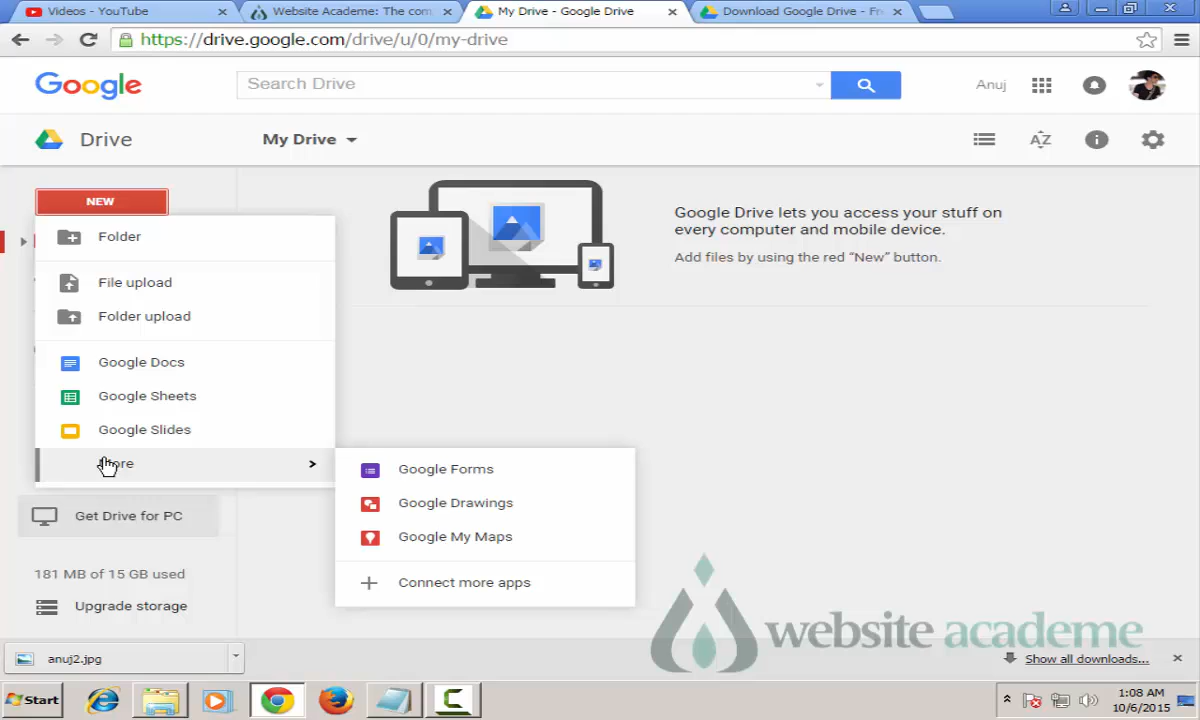 Videos - YouTube
Website Academe: The com
My Drive - Google Drive
Download Google Drive - Fre
https://drive.google.com/drive/u/0/my-drive
Google
Search Drive
Anuj
Drive
My Drive
AZ
NEW
Folder
Google Drive lets you access your stuff on
every computer and mobile device.
Add files by using the red “New” button.
File upload
Folder upload
Google Docs
Google Sheets
Google Slides
Google Forms
Google Drawings
Google My Maps
Connect more apps
Get Drive for PC
181 MB of 15 GB used
Upgrade storage
website academe
anuj2.jpg
Show all downloads...
Start
1:08 AM
10/6/2015